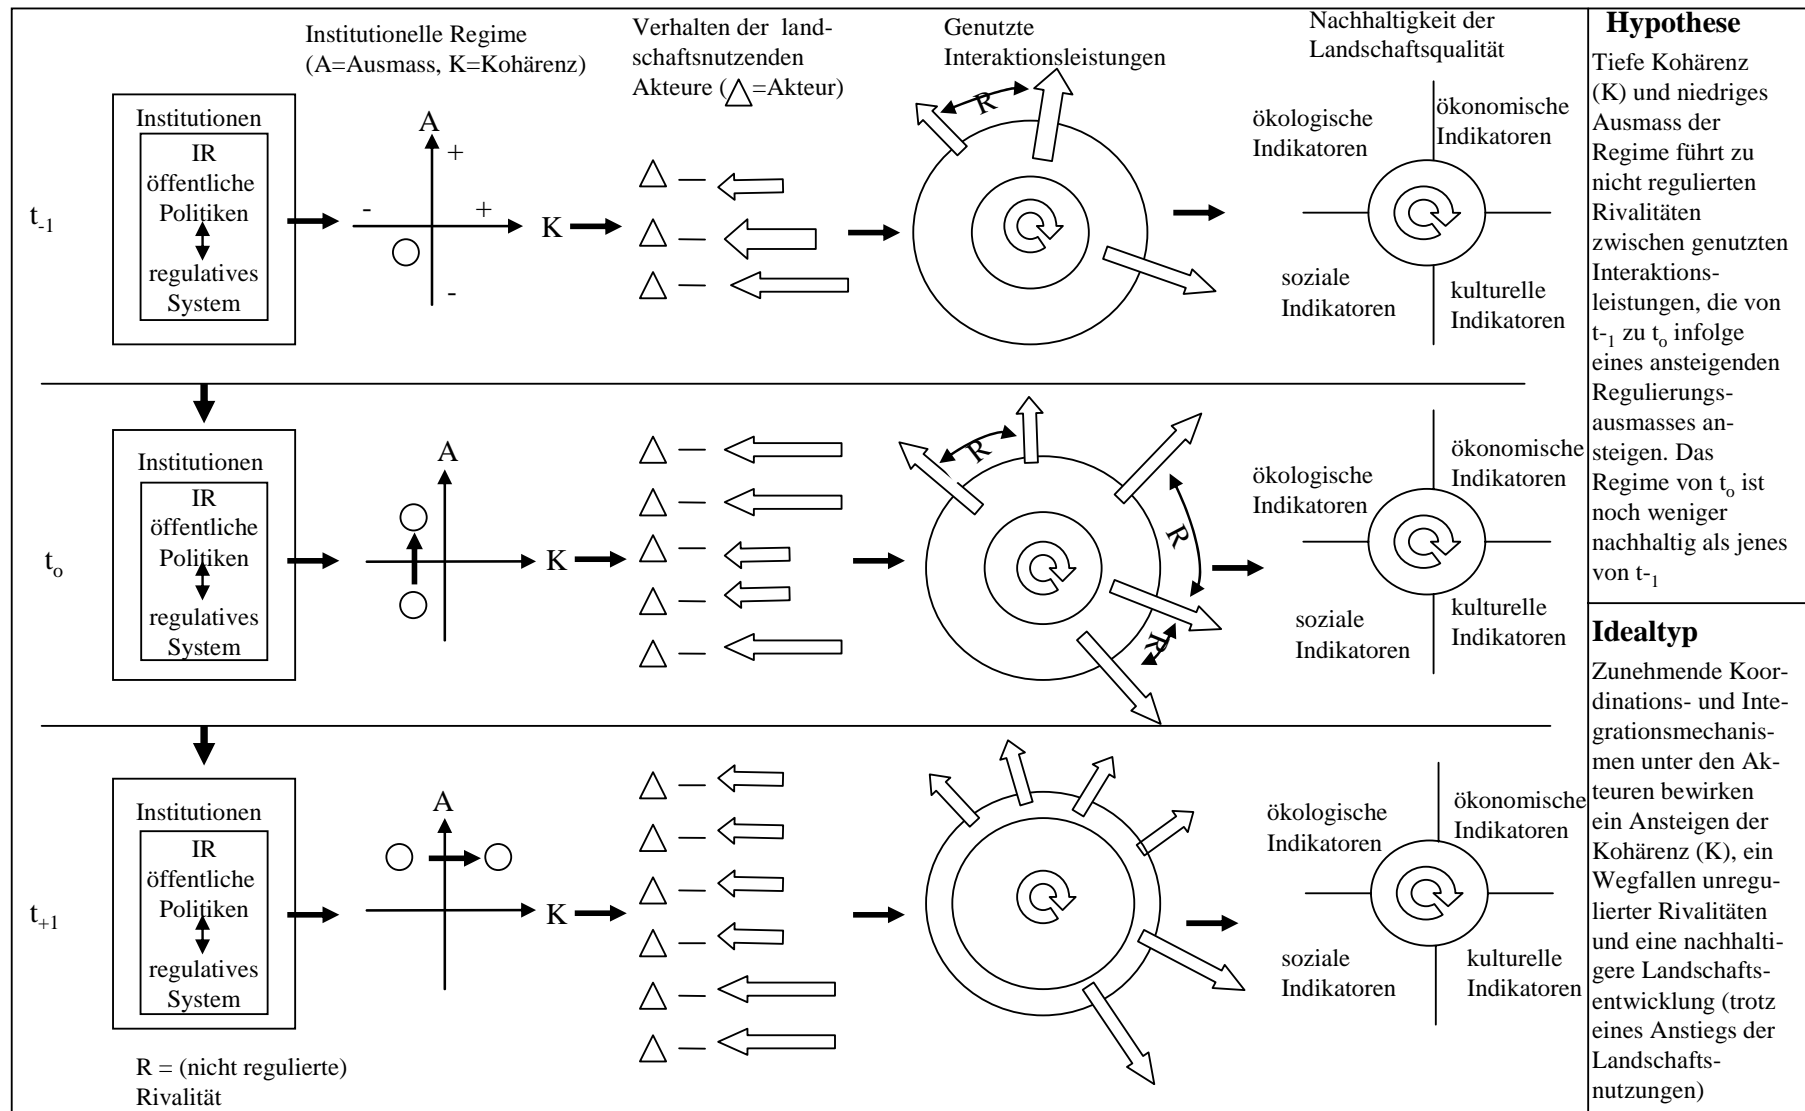 Institutionelle Regime
(A=Ausmass, K=Kohärenz)
Verhalten der land-
schaftsnutzenden
Akteure (△=Akteur)
Genutzte
Interaktionsleistungen
Nachhaltigkeit der
Landschaftsqualität
t-1
Institutionen
IR
öffentliche
Politiken
regulatives
System
A
+
-
+
K
-
R
ökologische
Indikatoren
ökonomische
Indikatoren
soziale
Indikatoren
kulturelle
Indikatoren
to
Institutionen
IR
öffentliche
Politiken
regulatives
System
A
K
R
R
R
ökologische
Indikatoren
ökonomische
Indikatoren
soziale
Indikatoren
kulturelle
Indikatoren
t+1
Institutionen
IR
öffentliche
Politiken
regulatives
System
A
K
ökologische
Indikatoren
ökonomische
Indikatoren
soziale
Indikatoren
kulturelle
Indikatoren
R = (nicht regulierte)
Rivalität
Hypothese
Tiefe Kohärenz
(K) und niedriges
Ausmass der
Regime führt zu
nicht regulierten
Rivalitäten
zwischen genutzten
Interaktions-
leistungen, die von
t-1 zu to infolge
eines ansteigenden
Regulierungs-
ausmasses an-
steigen. Das
Regime von to ist
noch weniger
nachhaltig als jenes
von t-1
Idealtyp
Zunehmende Koor-
dinations- und Inte-
grationsmechanis-
men unter den Ak-
teuren bewirken
ein Ansteigen der
Kohärenz (K), ein
Wegfallen unregu-
lierter Rivalitäten
und eine nachhalti-
gere Landschafts-
entwicklung (trotz
eines Anstiegs der
Landschafts-
nutzungen)